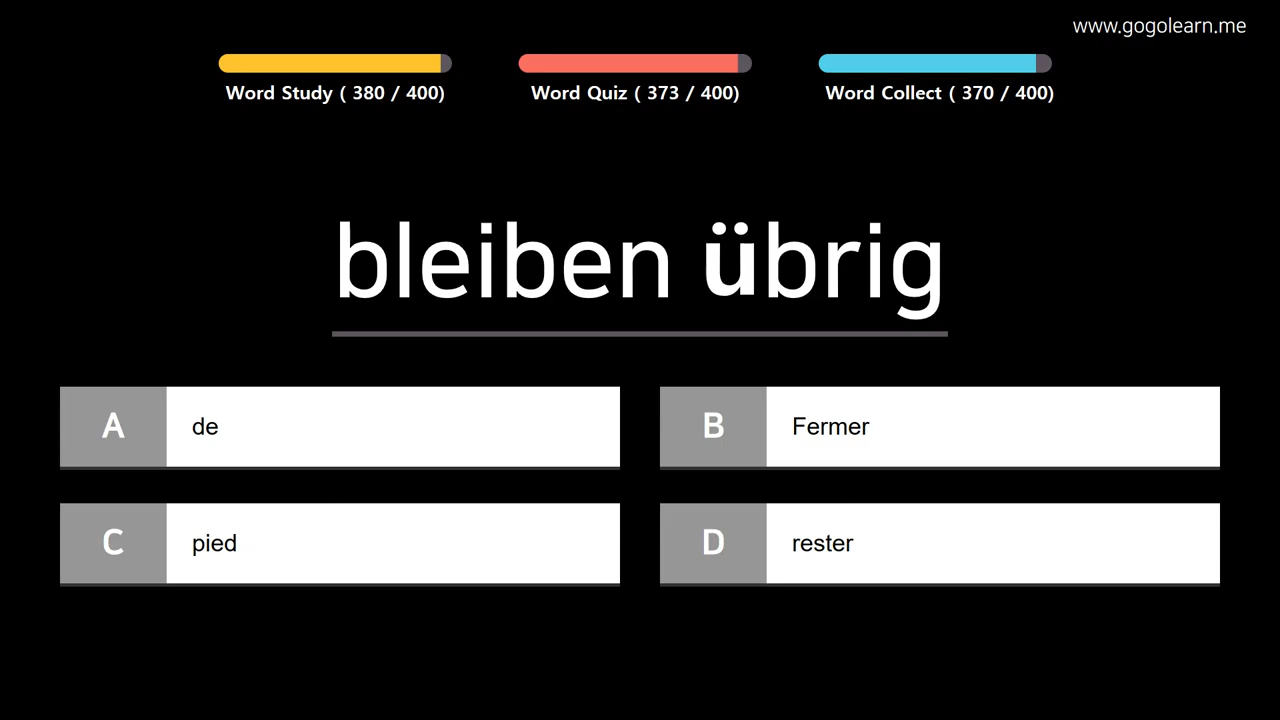 www.gogolearn.me
Word Study ( 380 / 400)
Word Quiz ( 373 / 400)
Word Collect ( 370 / 400)
bleiben übrig
A de
B Fermer
C pied
D rester